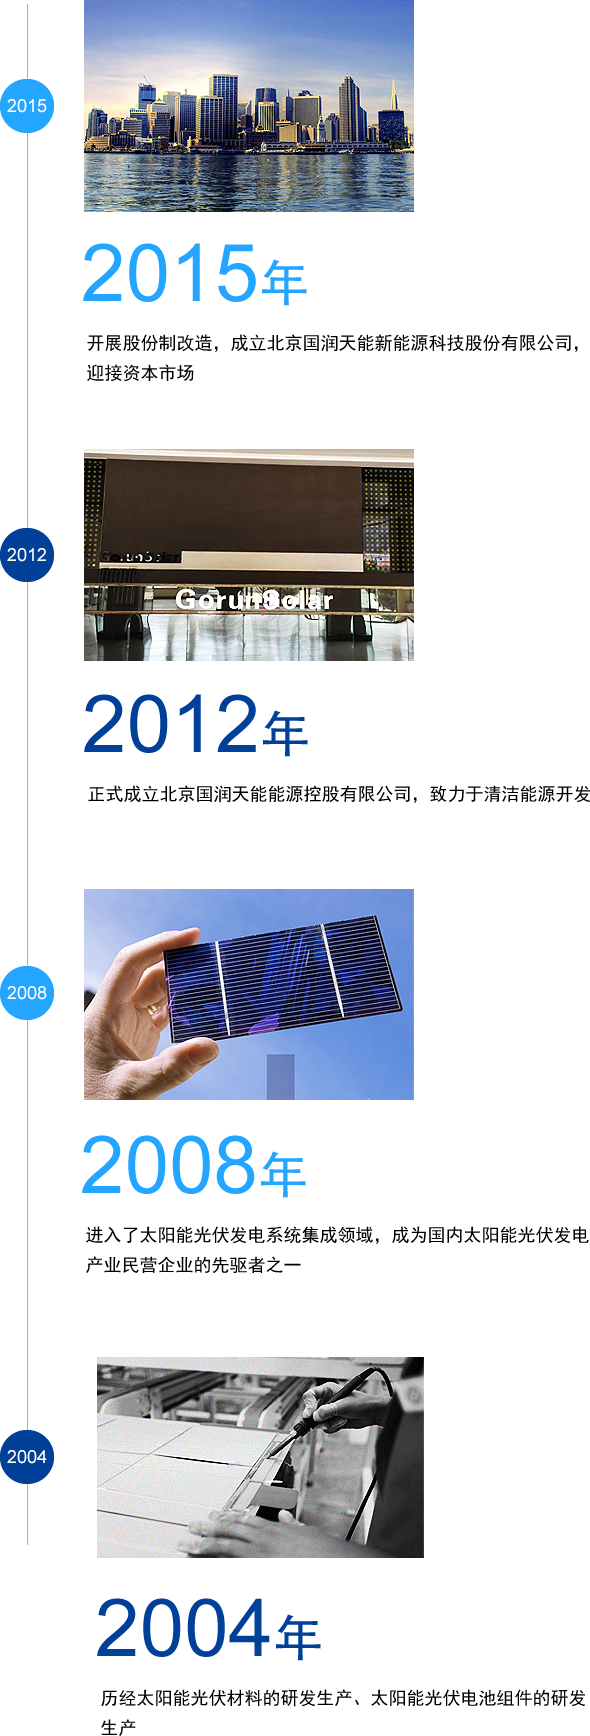 2015
2015年
开展股份制改造，成立北京国润天能新能源科技股份有限公司，
迎接资本市场
GorunSolar
2012
GorunSolar
2012年
正式成立北京国润天能能源控股有限公司，致力于清洁能源开发
2008
2008年
进入了太阳能光伏发电系统集成领域，成为国内太阳能光伏发电
产业民营企业的先驱者之一
2004
2004年
历经太阳能光伏材料的研发生产、太阳能光伏电池组件的研发
生产